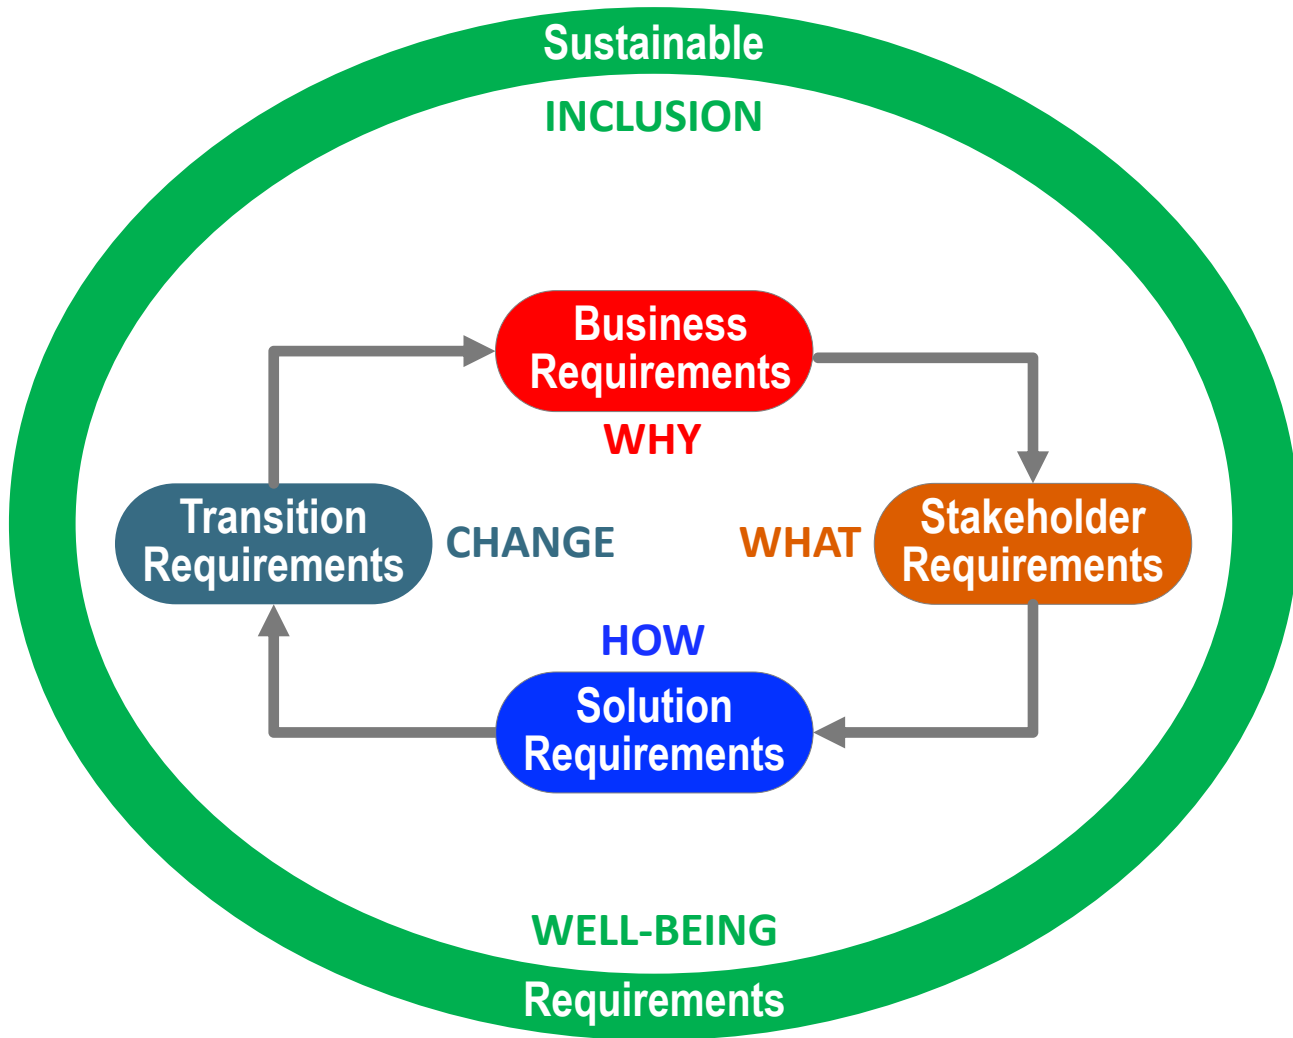 Sustainable
INCLUSION
Business
Requirements
WHY
Transition
Requirements
CHANGE
WHAT
Stakeholder
Requirements
HOW
Solution
Requirements
WELL-BEING
Requirements